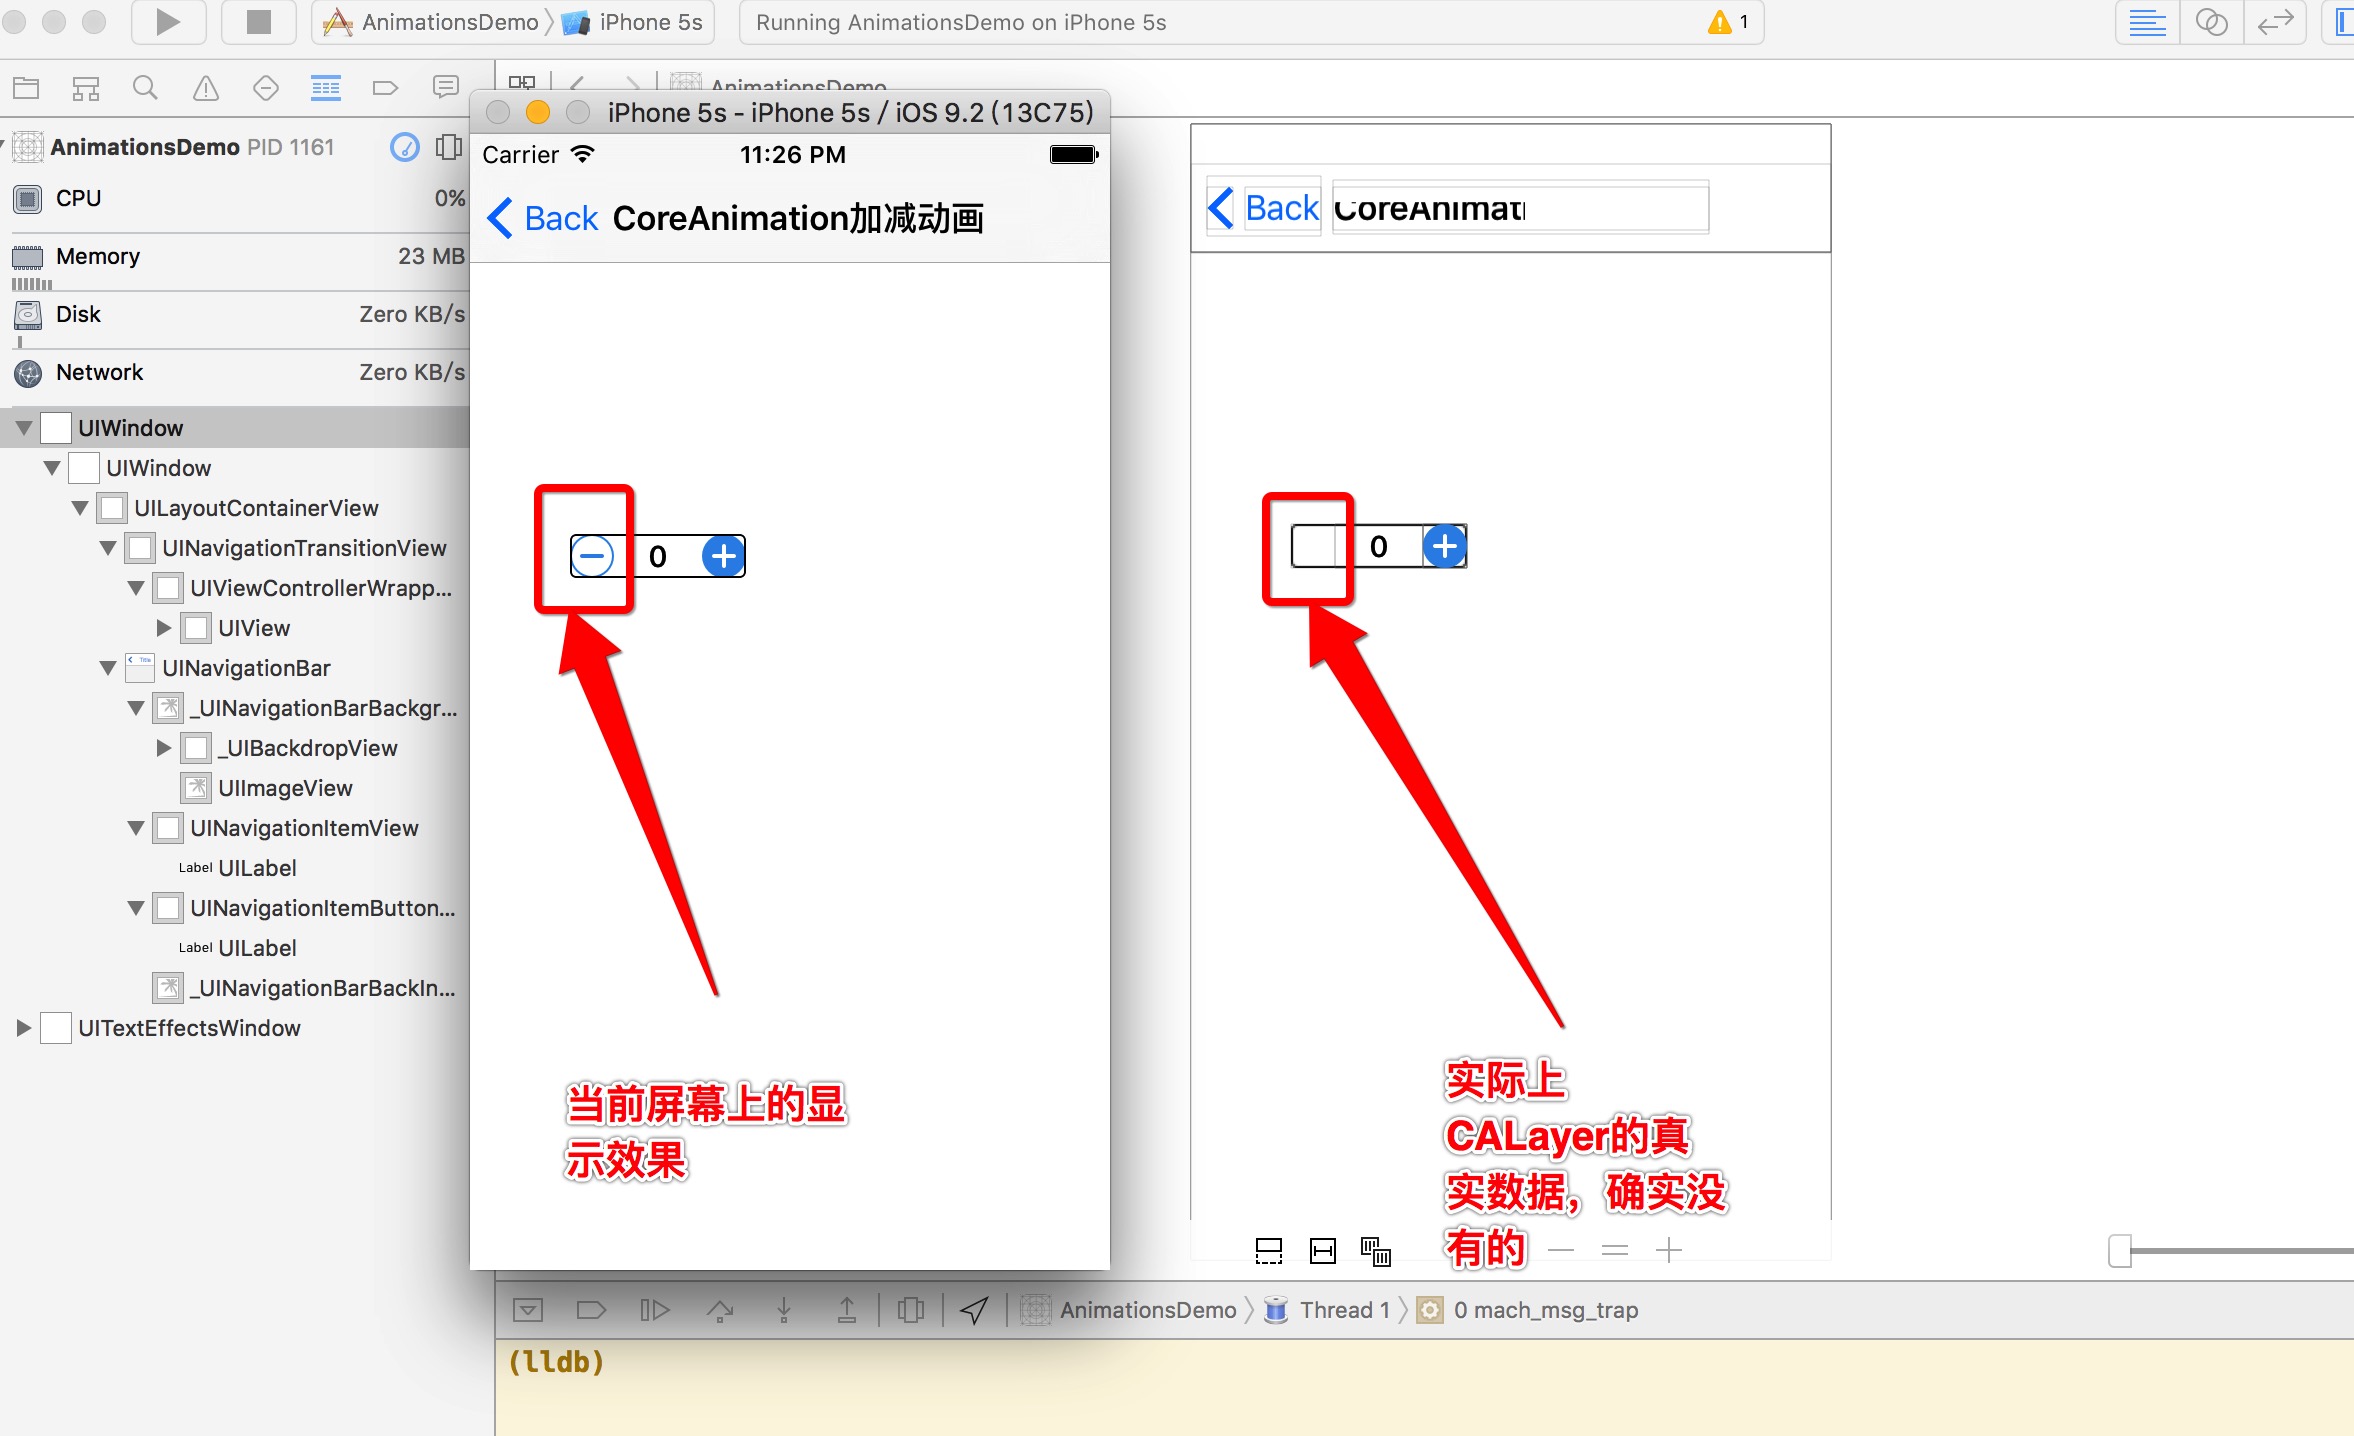 AnimationsDemo iPhone 5s
Running AnimationsDemo on iPhone 5s
1
AnimationsDemo
AnimationsDemo PID 1161
CPU 0%
Memory 23 MB
Disk Zero KB/s
Network Zero KB/s
UIWindow
UIWindow
UILayoutContainerView
UINavigationTransitionView
UIViewControllerWrapp...
UIView
UINavigationBar
_UINavigationBarBackgr...
_UIBackdropView
UIImageView
UINavigationItemView
Label UILabel
UINavigationItemButton...
Label UILabel
_UINavigationBarBackIn...
UITextEffectsWindow
iPhone 5s - iPhone 5s / iOS 9.2 (13C75)
Carrier 11:26 PM
Back CoreAnimation加减动画
0
当前屏幕上的显
示效果
Back CoreAnimati
0
实际上
CALayer的真
实数据，确实没
有的
AnimationsDemo Thread 1 0 mach_msg_trap
(lldb)